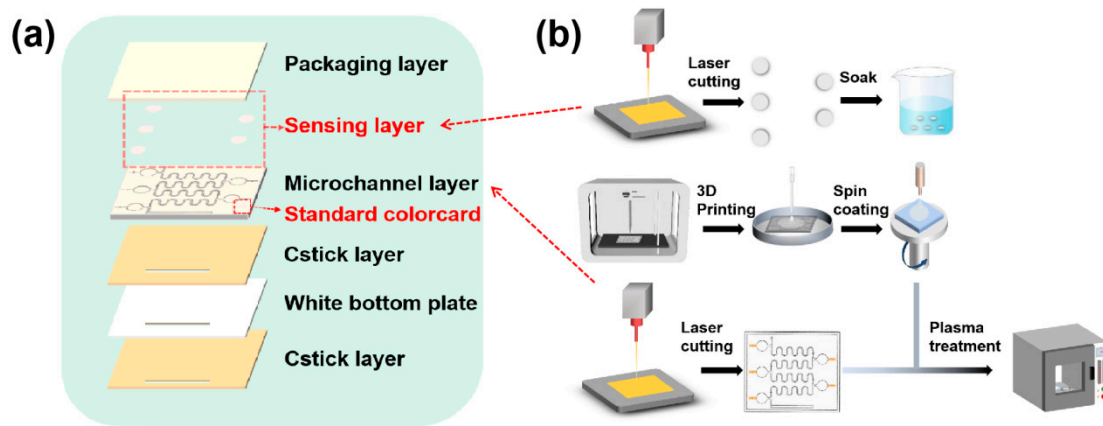 (a)
Packaging layer
Sensing layer
Microchannel layer
Standard colorcard
Cstick layer
White bottom plate
Cstick layer
(b)
Laser
cutting
Soak
3D
Printing
Spin
coating
Laser
cutting
Plasma
treatment